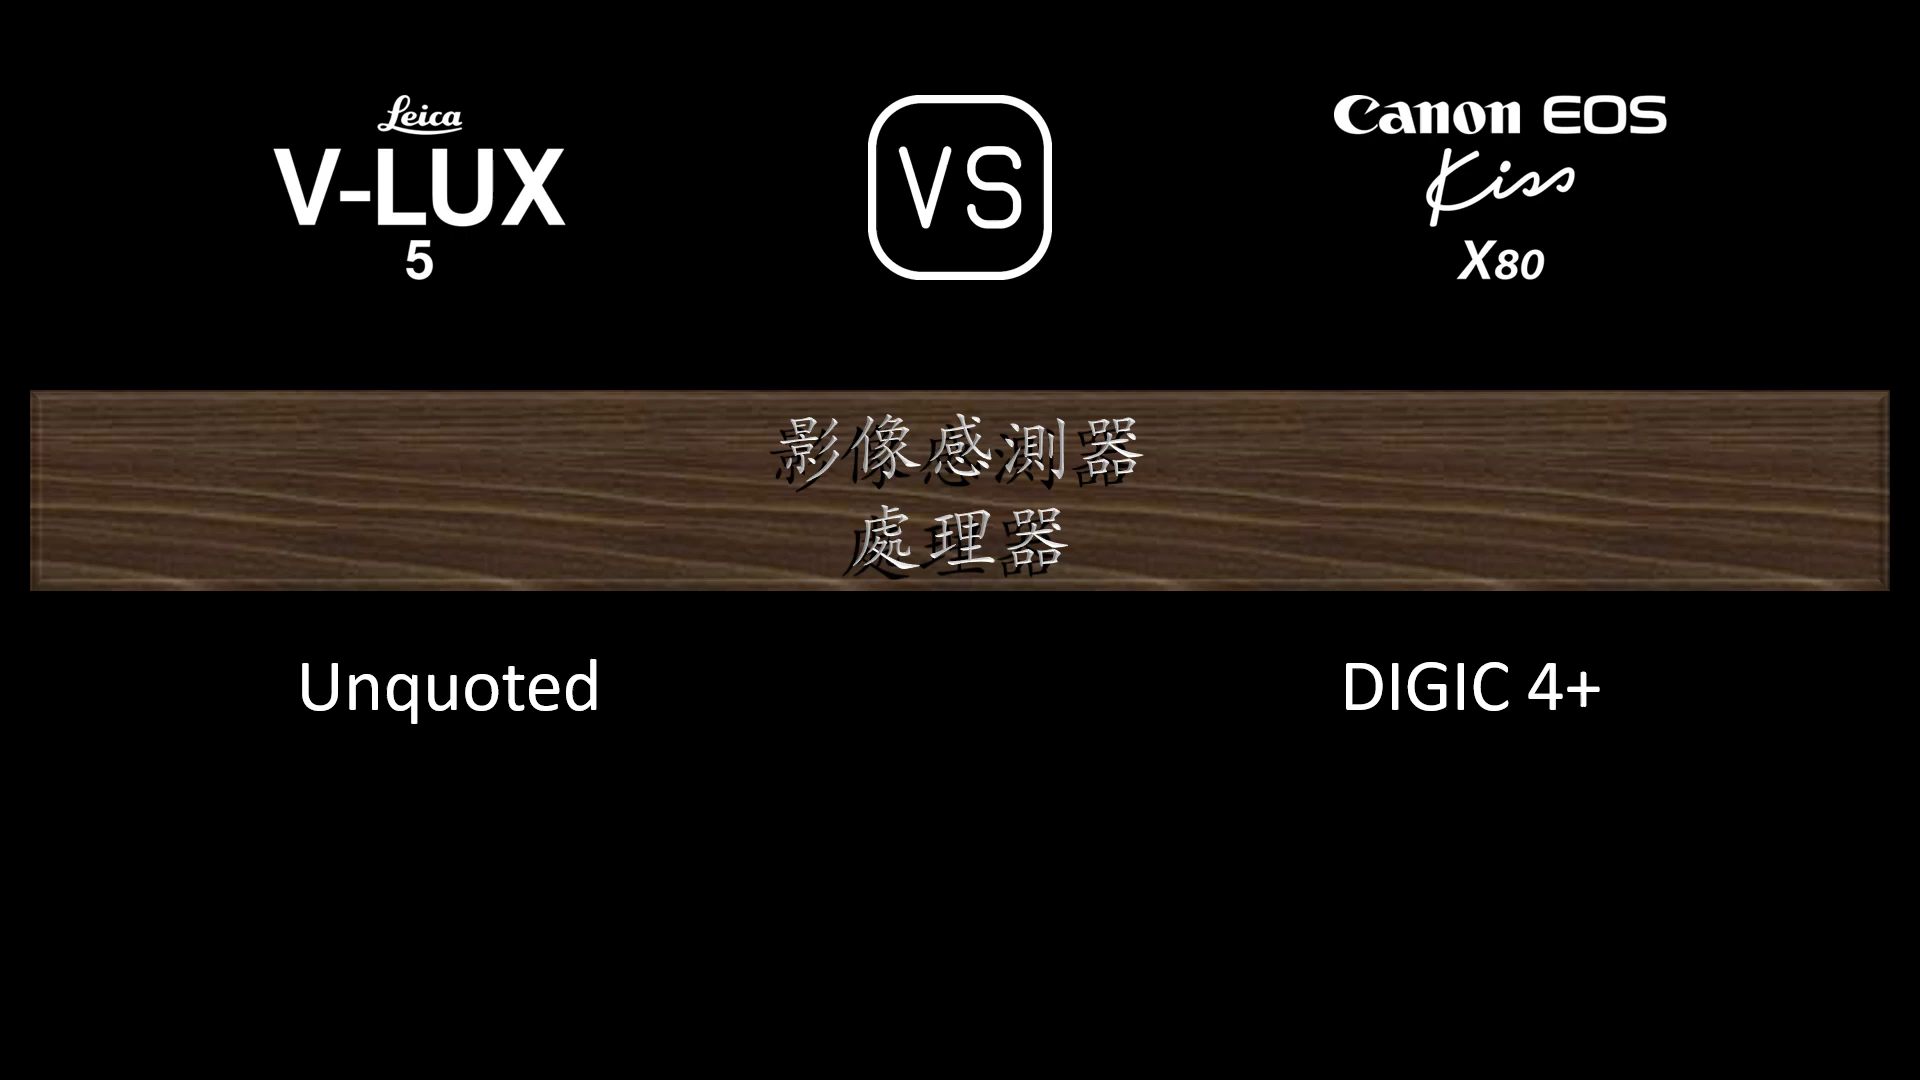 Leica
V-LUX
5
VS
Canon EOS
Kiss
X80
影像感測器
處理器
Unquoted
DIGIC 4+